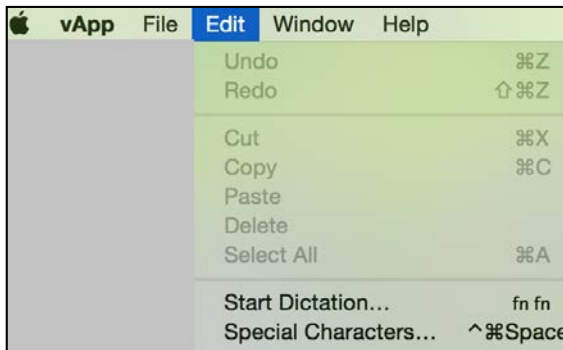 vApp File Edit Window Help
Undo ⌘Z
Redo ⇧⌘Z
Cut ⌘X
Copy ⌘C
Paste
Delete
Select All ⌘A
Start Dictation... fn fn
Special Characters... ^⌘Space